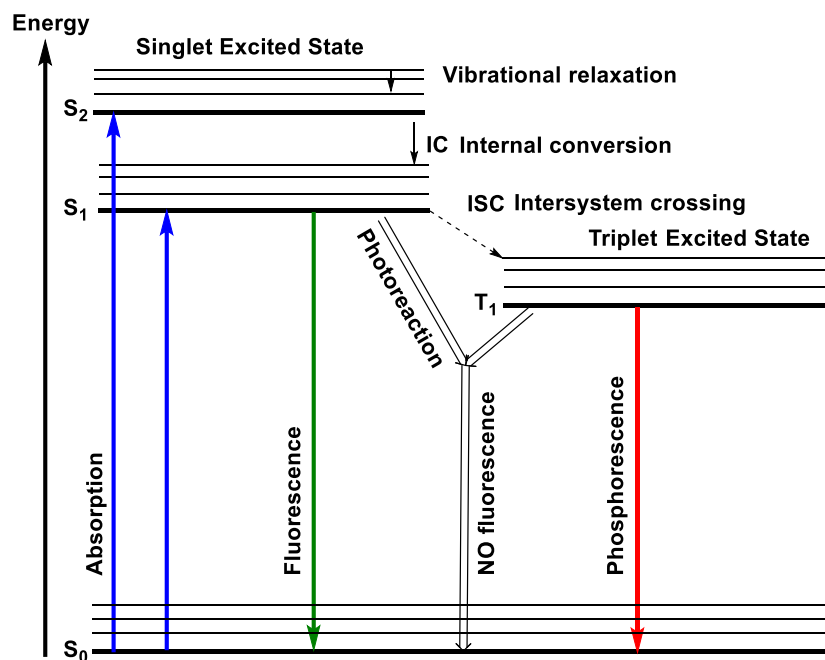 Energy
Singlet Excited State
Vibrational relaxation
S2
IC Internal conversion
S1
ISC Intersystem crossing
Triplet Excited State
Photoreaction
T1
Absorption
Fluorescence
NO fluorescence
Phosphorescence
S0